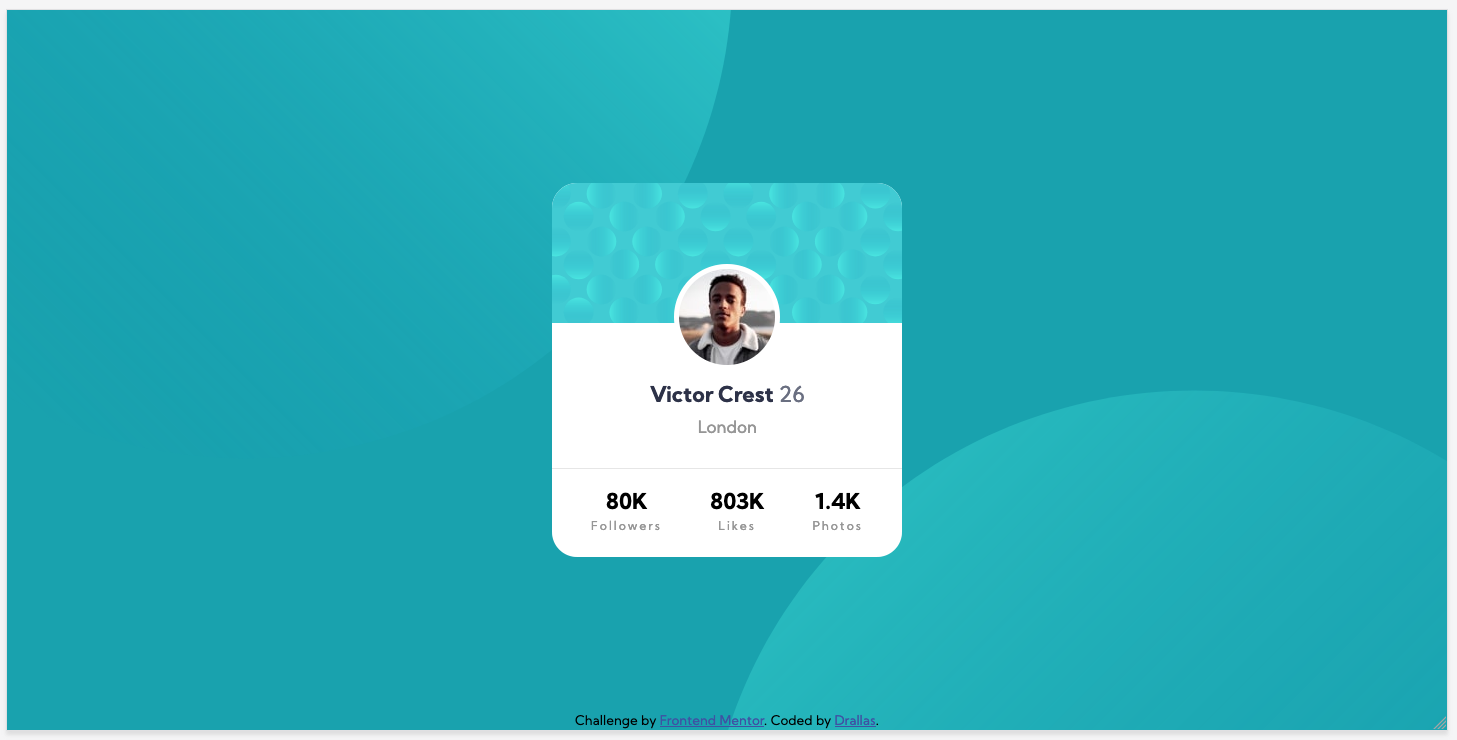 Victor Crest 26
London
80K 803K 1.4K
Followers Likes Photos
Challenge by Frontend Mentor. Coded by Drallas.